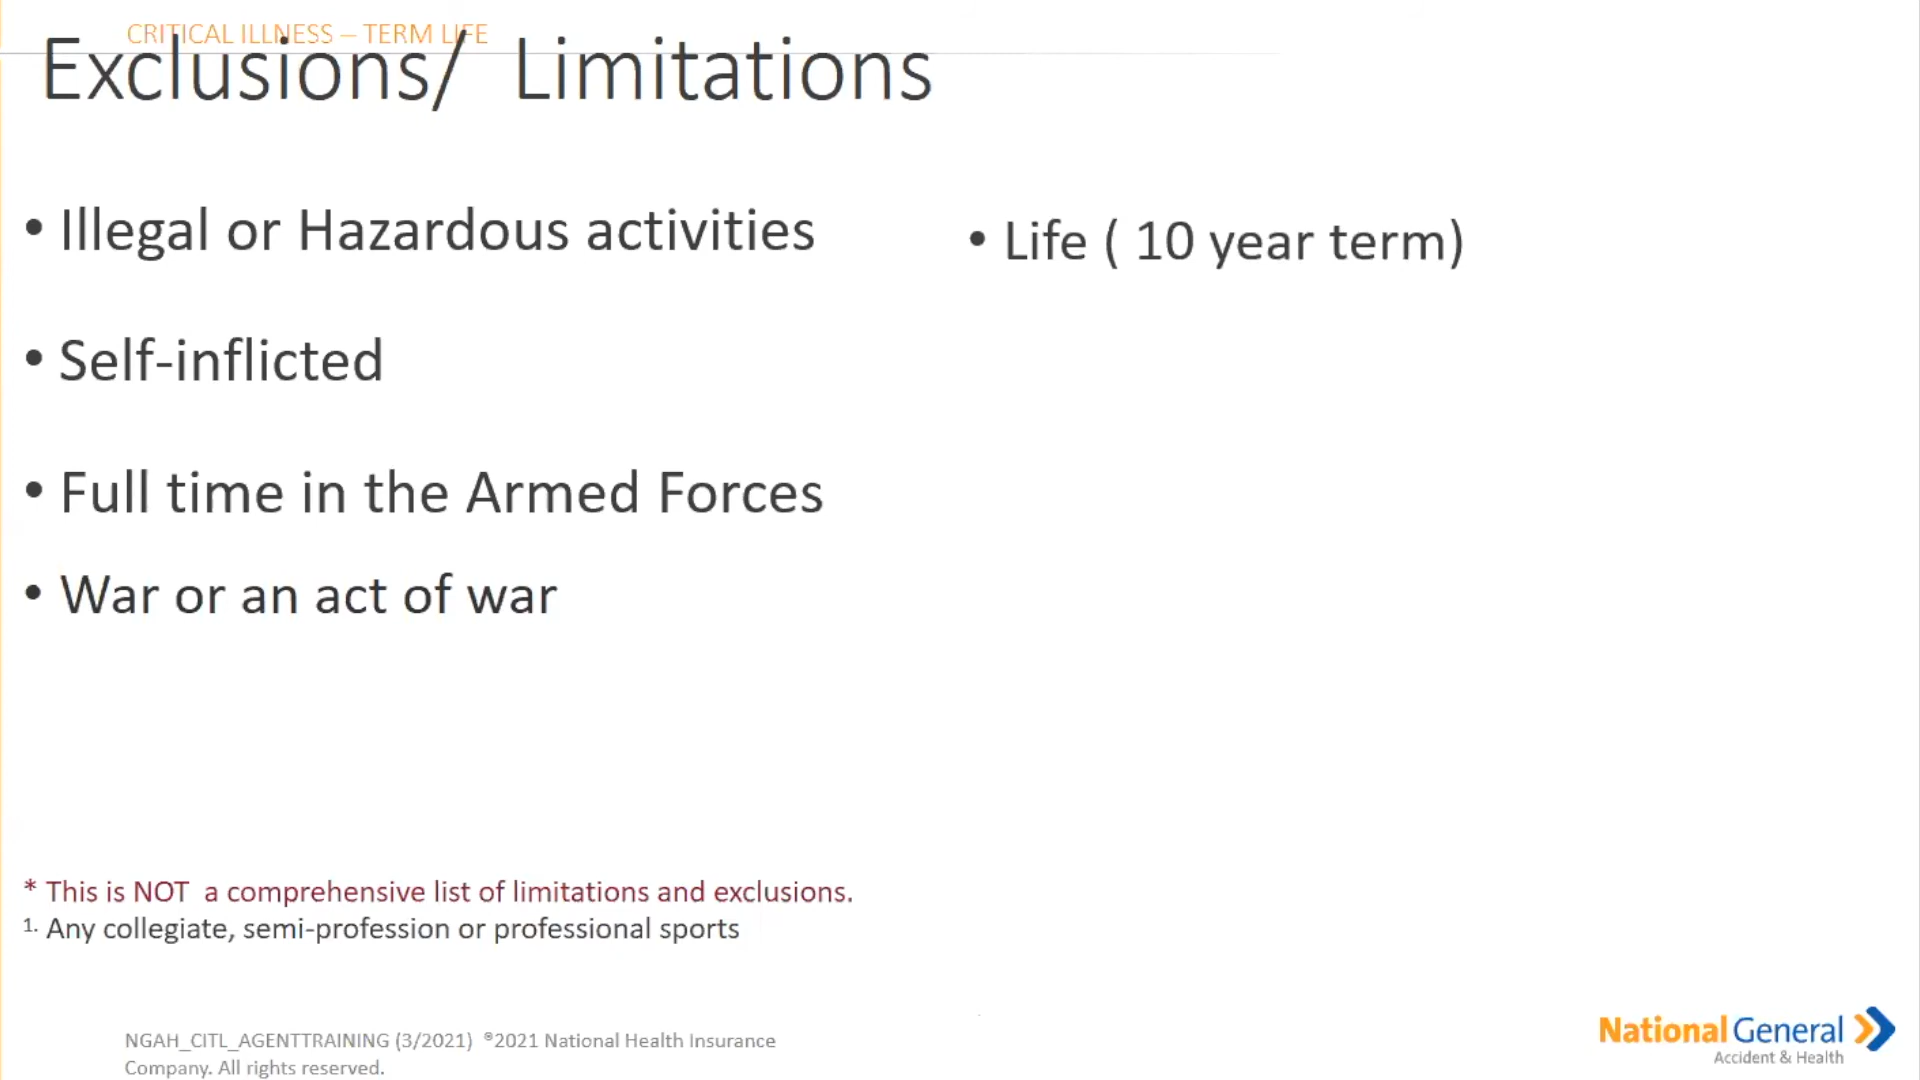 CRITICAL ILLNESS – TERM LIFE
Exclusions/ Limitations
• Illegal or Hazardous activities
• Self-inflicted
• Full time in the Armed Forces
• War or an act of war
• Life ( 10 year term)
* This is NOT a comprehensive list of limitations and exclusions.
1. Any collegiate, semi-profession or professional sports
NGAH_CITL_AGENTTRAINING (3/2021) ©2021 National Health Insurance
Company. All rights reserved.
National General
Accident & Health